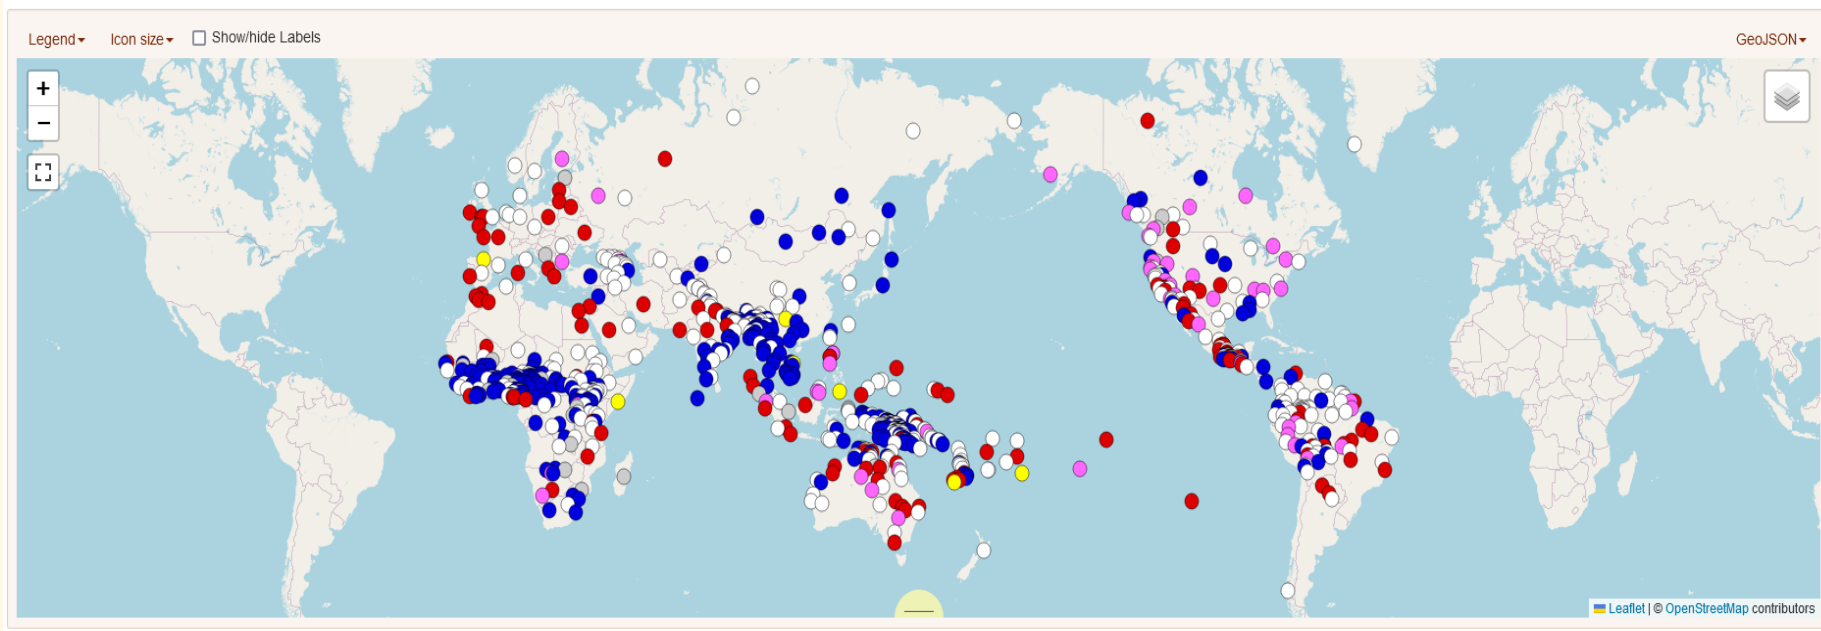 Legend
Icon size
Show/hide Labels
GeoJSON
+
−
Leaflet | © OpenStreetMap contributors